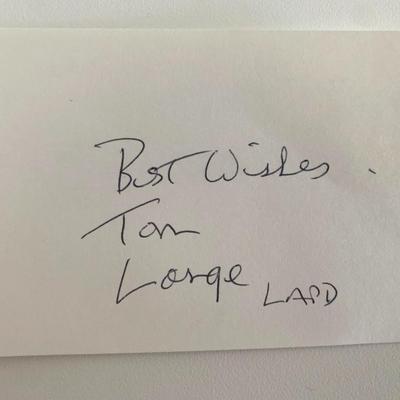 Best Wishes.
Tom
Lange LAPD